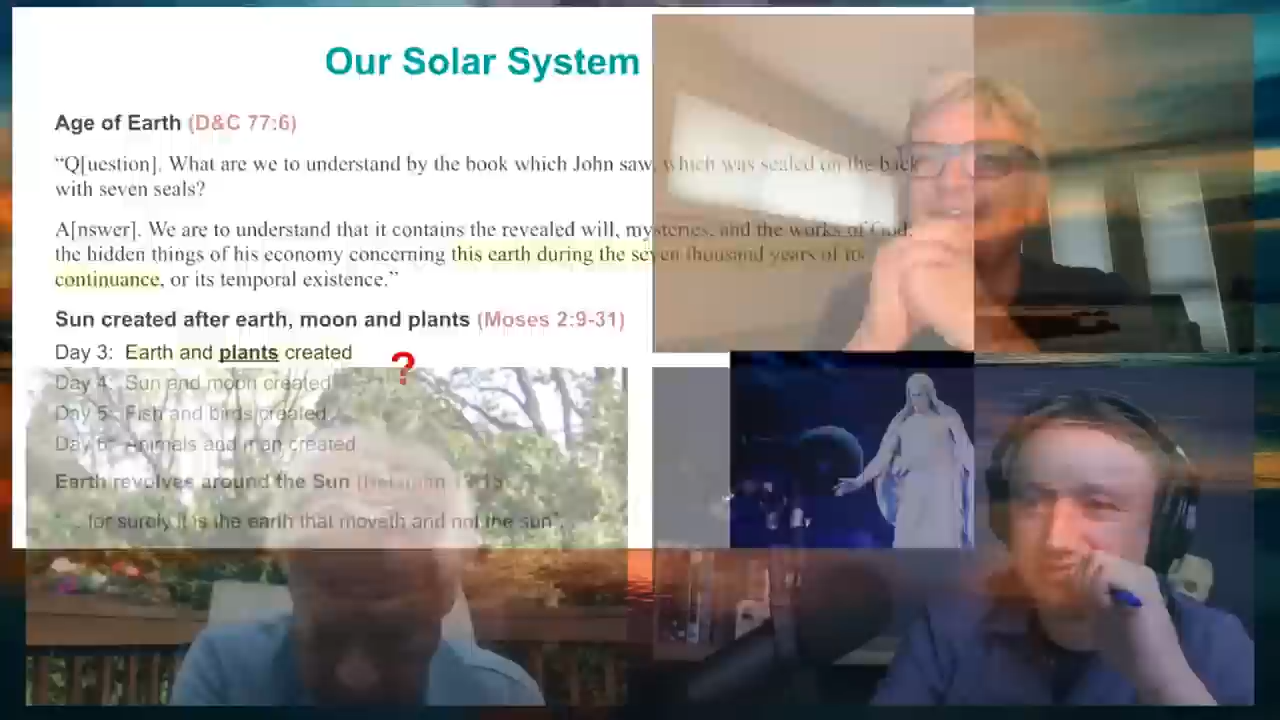 Our Solar System
Age of Earth (D&C 77:6)
“Q[uestion]. What are we to understand by the book which John saw, which was sealed on the back
with seven seals?
A[nswer]. We are to understand that it contains the revealed will, mysteries, and the works of God;
the hidden things of his economy concerning this earth during the seven thousand years of its
continuance, or its temporal existence.”
Sun created after earth, moon and plants (Moses 2:9-31)
Day 3: Earth and plants created
?
Day 4: Sun and moon created
Day 5: Fish and birds created
Day 6: Animals and man created
Earth revolves around the Sun
for surely it is the earth that moveth and not the sun”.